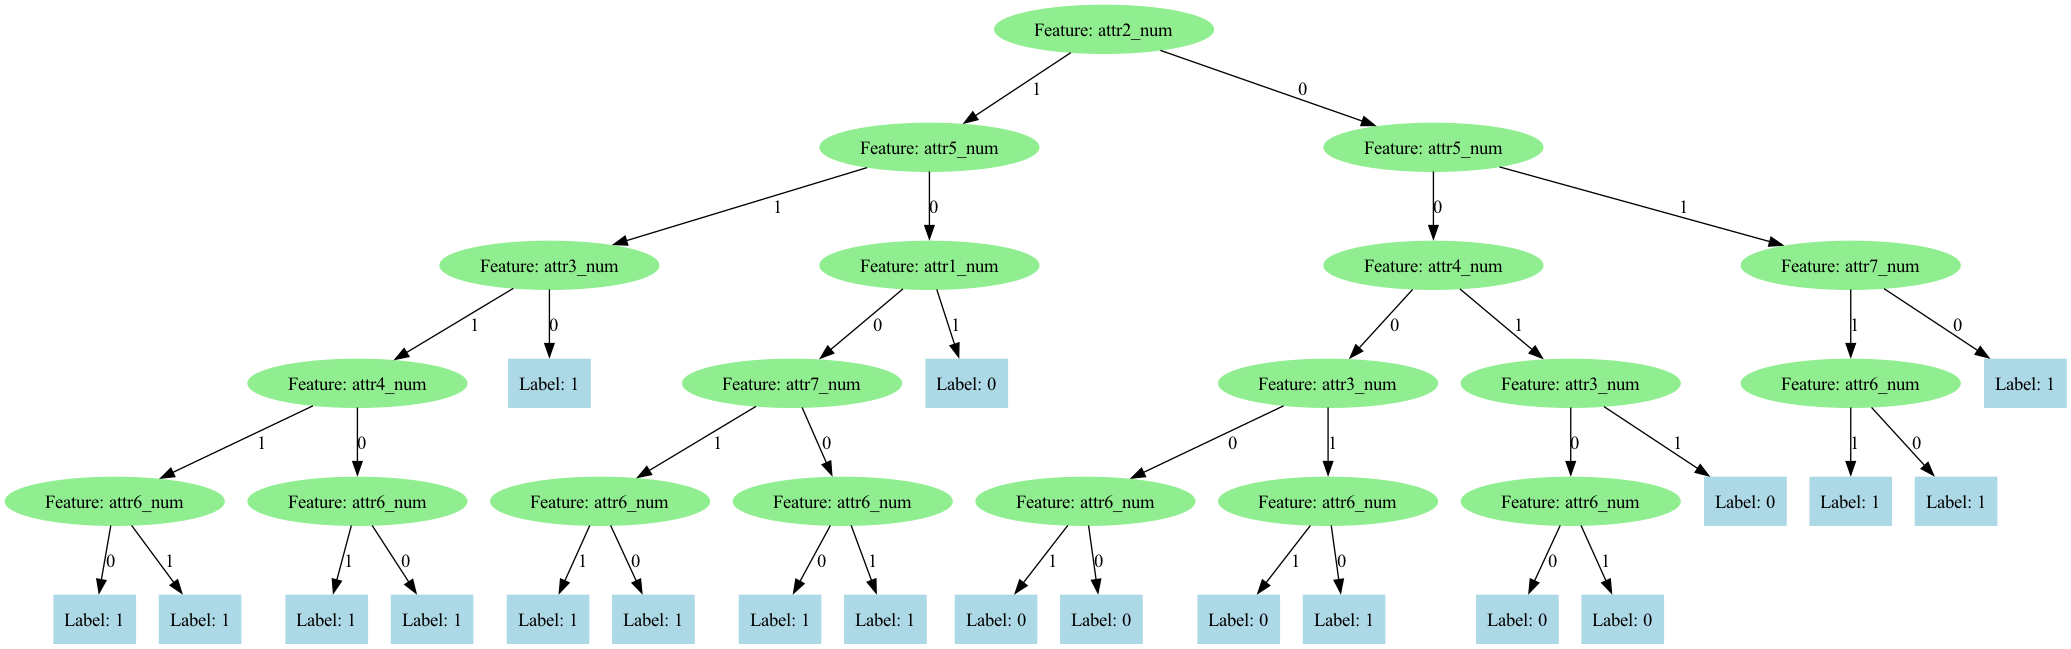 Feature: attr2_num
1
0
Feature: attr5_num
Feature: attr5_num
1
0
0
1
Feature: attr3_num
Feature: attr1_num
Feature: attr4_num
Feature: attr7_num
1
0
0
1
0
1
1
0
Feature: attr4_num
Label: 1
Feature: attr7_num
Label: 0
Feature: attr3_num
Feature: attr3_num
Feature: attr6_num
Label: 1
1
0
1
0
0
1
0
1
1
0
Feature: attr6_num
Feature: attr6_num
Feature: attr6_num
Feature: attr6_num
Feature: attr6_num
Feature: attr6_num
Feature: attr6_num
Label: 0
Label: 1
Label: 1
0
1
1
0
1
0
0
1
1
0
1
0
0
1
Label: 1
Label: 1
Label: 1
Label: 1
Label: 1
Label: 1
Label: 1
Label: 1
Label: 0
Label: 0
Label: 0
Label: 1
Label: 0
Label: 0